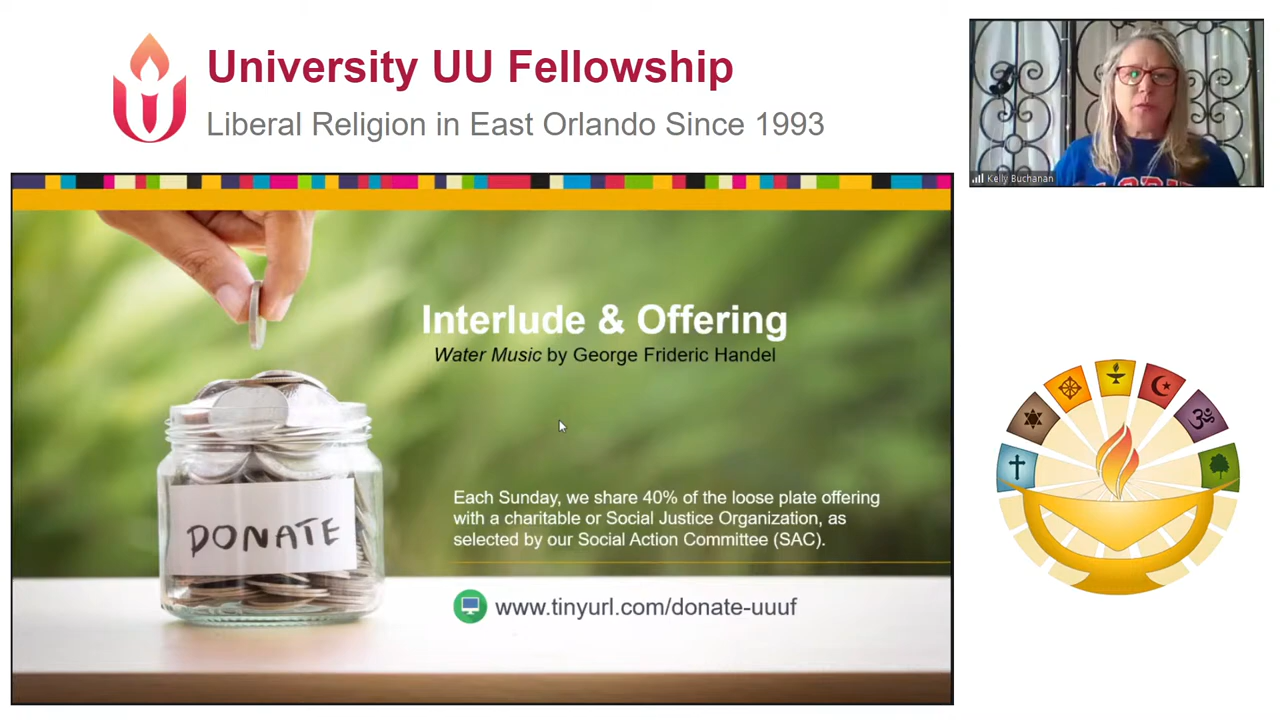 University UU Fellowship
Liberal Religion in East Orlando Since 1993
Kelly Buchanan
Interlude & Offering
Water Music by George Frideric Handel
DONATE
Each Sunday, we share 40% of the loose plate offering
with a charitable or Social Justice Organization, as
selected by our Social Action Committee (SAC).
www.tinyurl.com/donate-uuuf